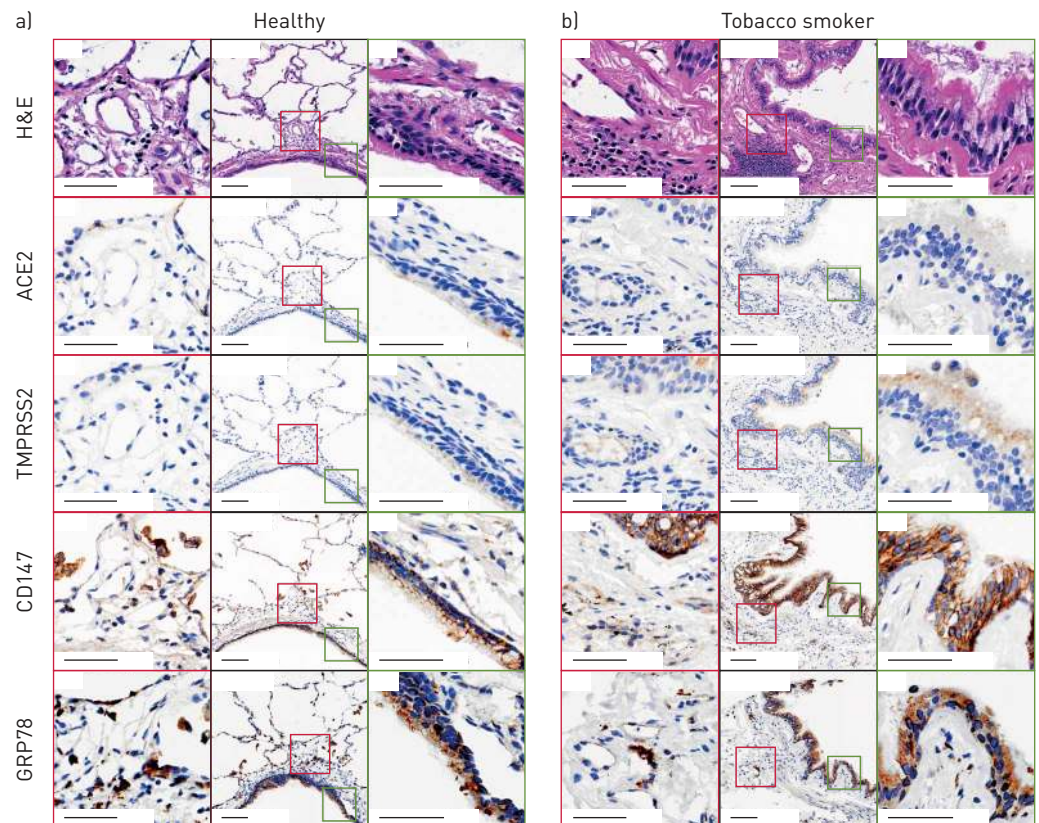 a) Healthy
b) Tobacco smoker
H&E
ACE2
TMPRSS2
CD147
GRP78